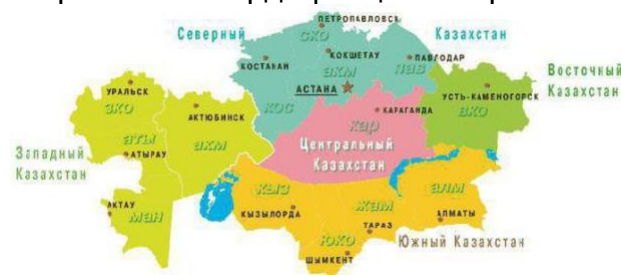 ПЕТРОПАВЛОВСК
Северный
Казахстан
СКО
КОКШЕТАУ
КОСТАНАЙ
ПАВЛОДАР
акм
пав
Восточный
Казахстан
УРАЛЬСК
АСТАНА
УСТЬ-КАМЕНОГОРСК
ЗКО
АКТЮБИНСК
кос
КАРАГАНДА
ВКО
кар
аты
акм
Центральный
Казахстан
Западный
Казахстан
АТЫРАУ
АКТАУ
ман
кыз
алм
КЫЗЫЛОРДА
жам
АЛМАТЫ
ТАРАЗ
ЮКО
Южный Казахстан
ШЫМКЕНТ